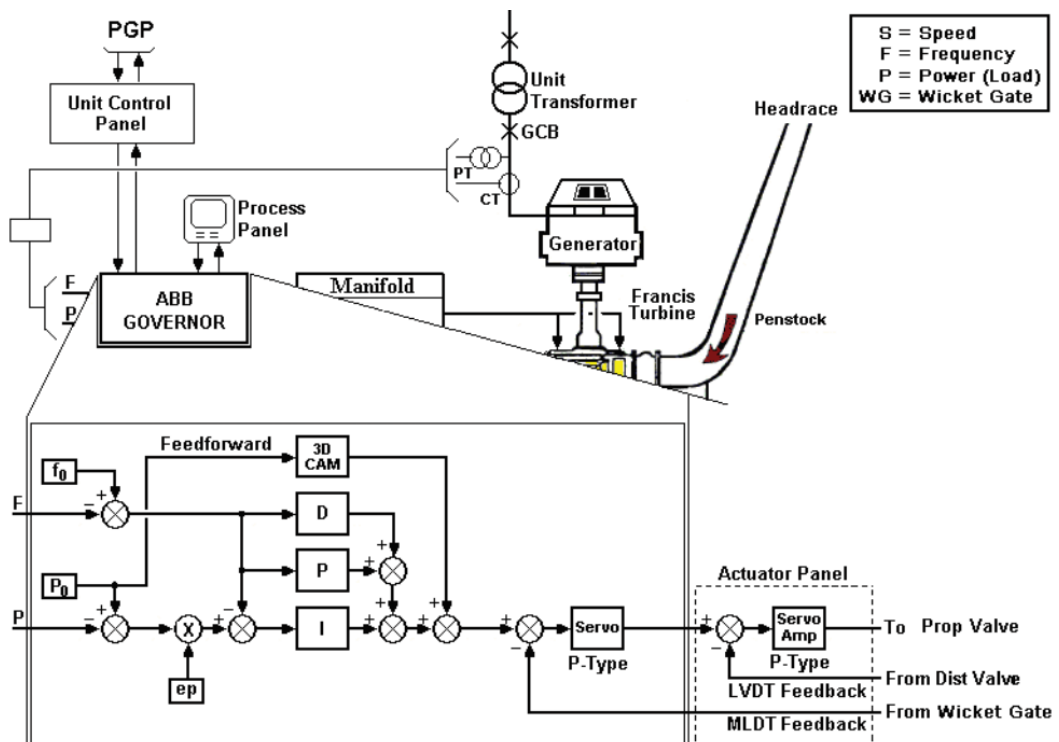 PGP
Unit Control
Panel
Unit
Transformer
GCB
PT
CT
S = Speed
F = Frequency
P = Power (Load)
WG = Wicket Gate
Headrace
Process
Panel
Generator
F
P
ABB
GOVERNOR
Manifold
Francis
Turbine
Penstock
Feedforward
3D
CAM
f0
+
−
F
D
+
P
+
P0
+
−
P
X
+
−
I
+
+
+
+
ep
+
−
Servo
P-Type
Actuator Panel
+
−
Servo
Amp
P-Type
To Prop Valve
LVDT Feedback
From Dist Valve
MLDT Feedback
From Wicket Gate